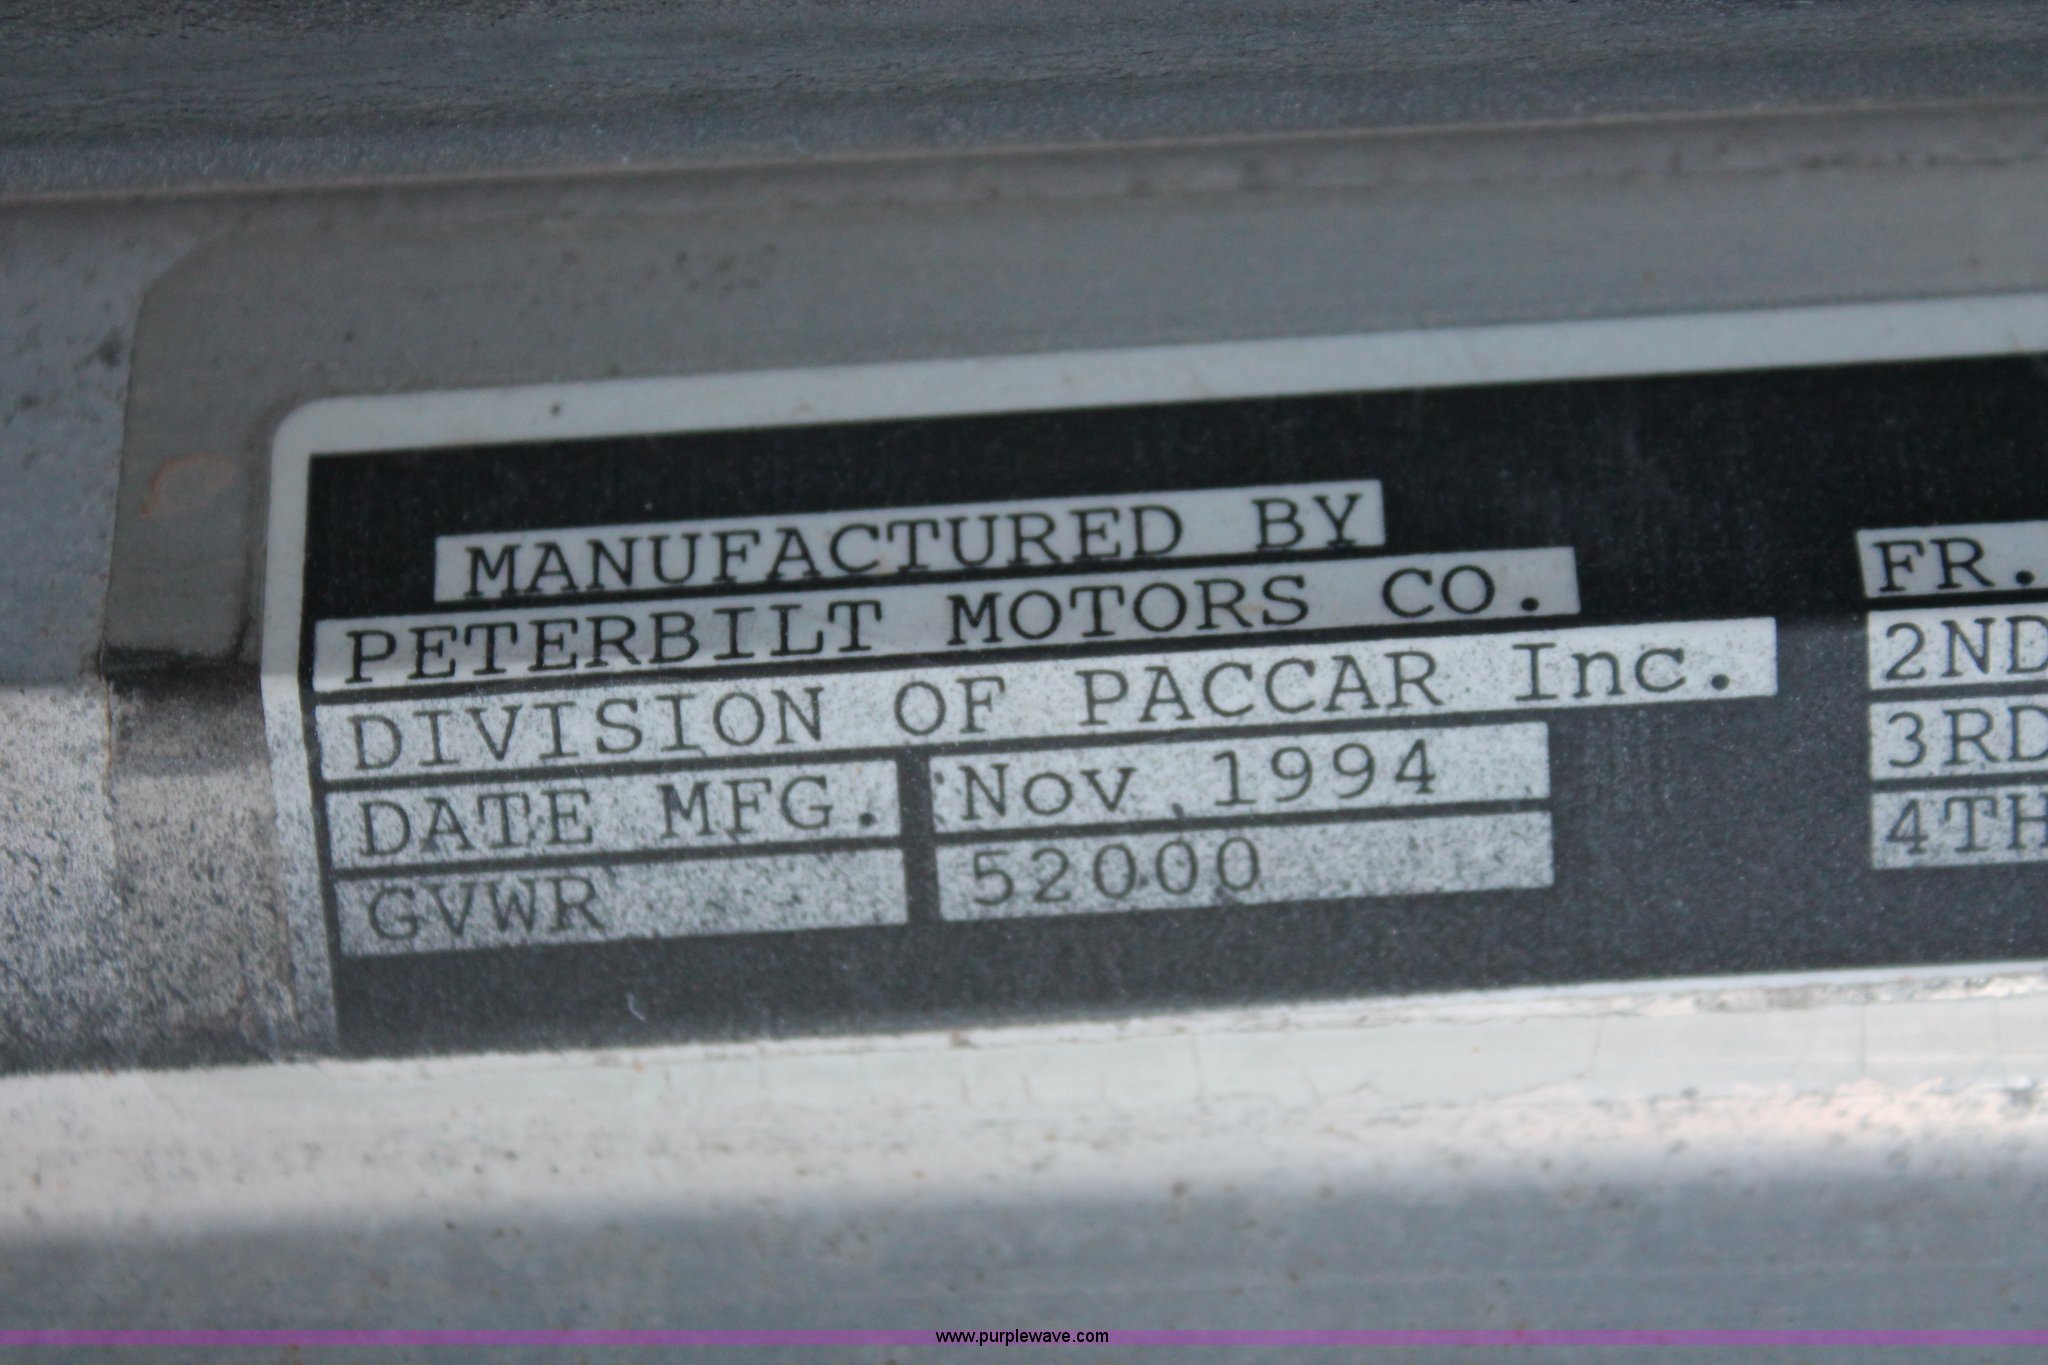 MANUFACTURED BY
PETERBILT MOTORS CO.
DIVISION OF PACCAR Inc.
DATE MFG. Nov 1994
GVWR 52000
FR.
2ND
3RD
4TH
www.purplewave.com